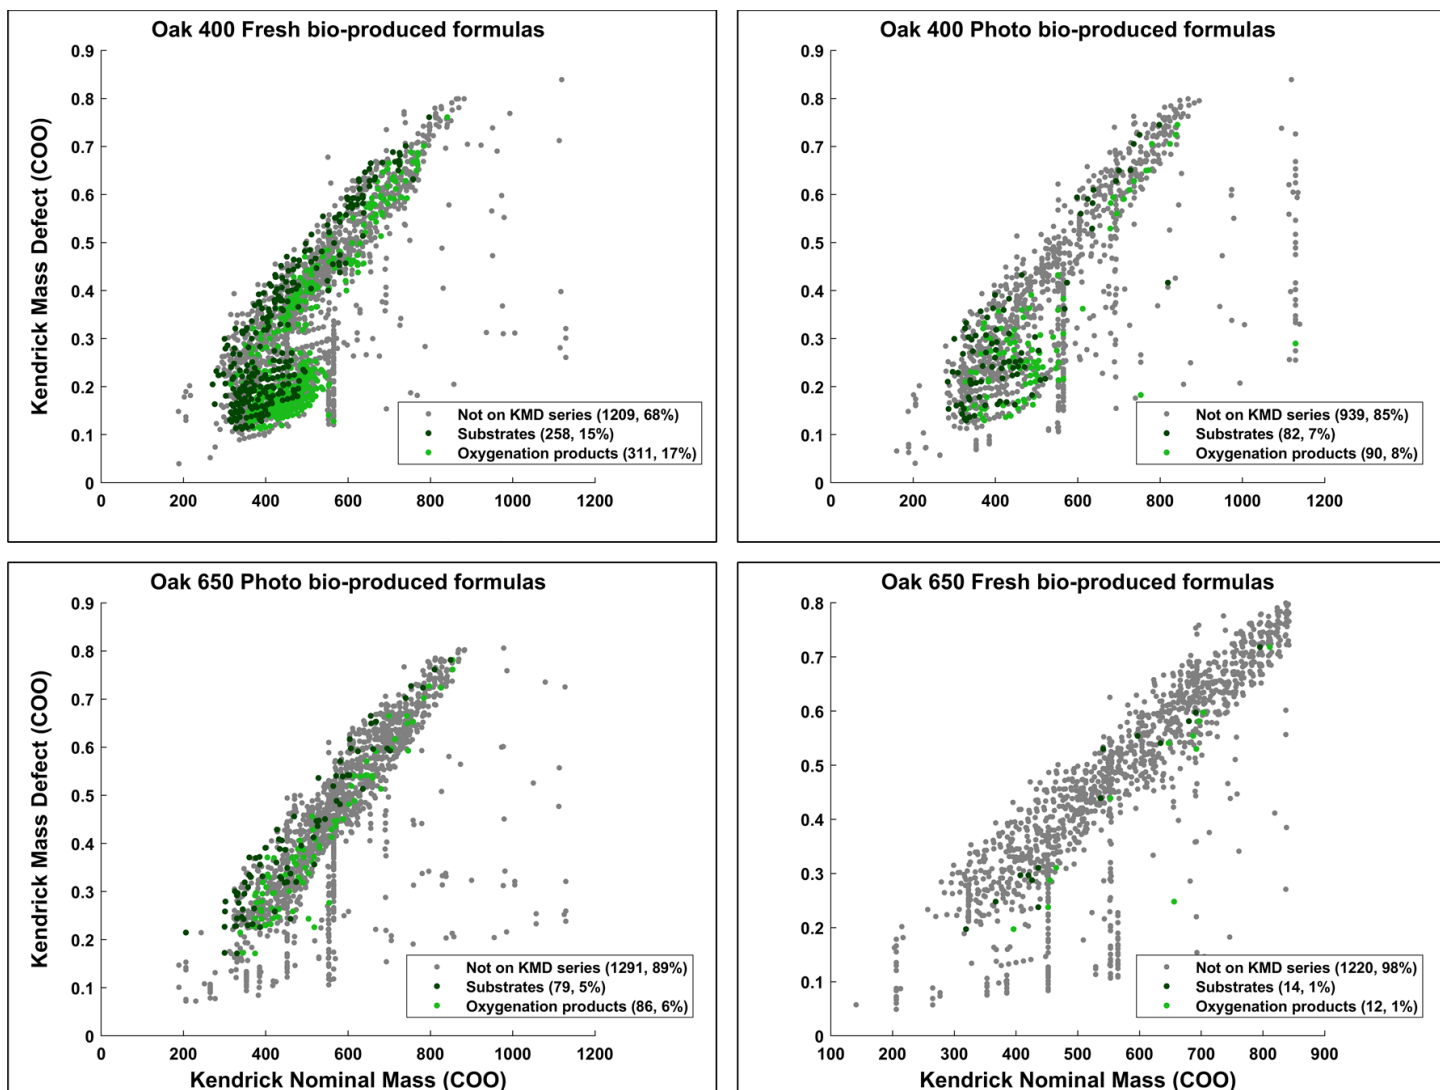 Oak 400 Fresh bio-produced formulas
0.9
0.8
0.7
0.6
0.5
0.4
0.3
0.2
0.1
0
Kendrick Mass Defect (COO)
Not on KMD series (1209, 68%)
Substrates (258, 15%)
Oxygenation products (311, 17%)
0 200 400 600 800 1000 1200
Oak 400 Photo bio-produced formulas
0.9
0.8
0.7
0.6
0.5
0.4
0.3
0.2
0.1
0
Not on KMD series (939, 85%)
Substrates (82, 7%)
Oxygenation products (90, 8%)
0 200 400 600 800 1000 1200
Oak 650 Photo bio-produced formulas
0.9
0.8
0.7
0.6
0.5
0.4
0.3
0.2
0.1
0
Kendrick Mass Defect (COO)
Not on KMD series (1291, 89%)
Substrates (79, 5%)
Oxygenation products (86, 6%)
0 200 400 600 800 1000 1200
Kendrick Nominal Mass (COO)
Oak 650 Fresh bio-produced formulas
0.8
0.7
0.6
0.5
0.4
0.3
0.2
0.1
0
Not on KMD series (1220, 98%)
Substrates (14, 1%)
Oxygenation products (12, 1%)
100 200 300 400 500 600 700 800 900
Kendrick Nominal Mass (COO)